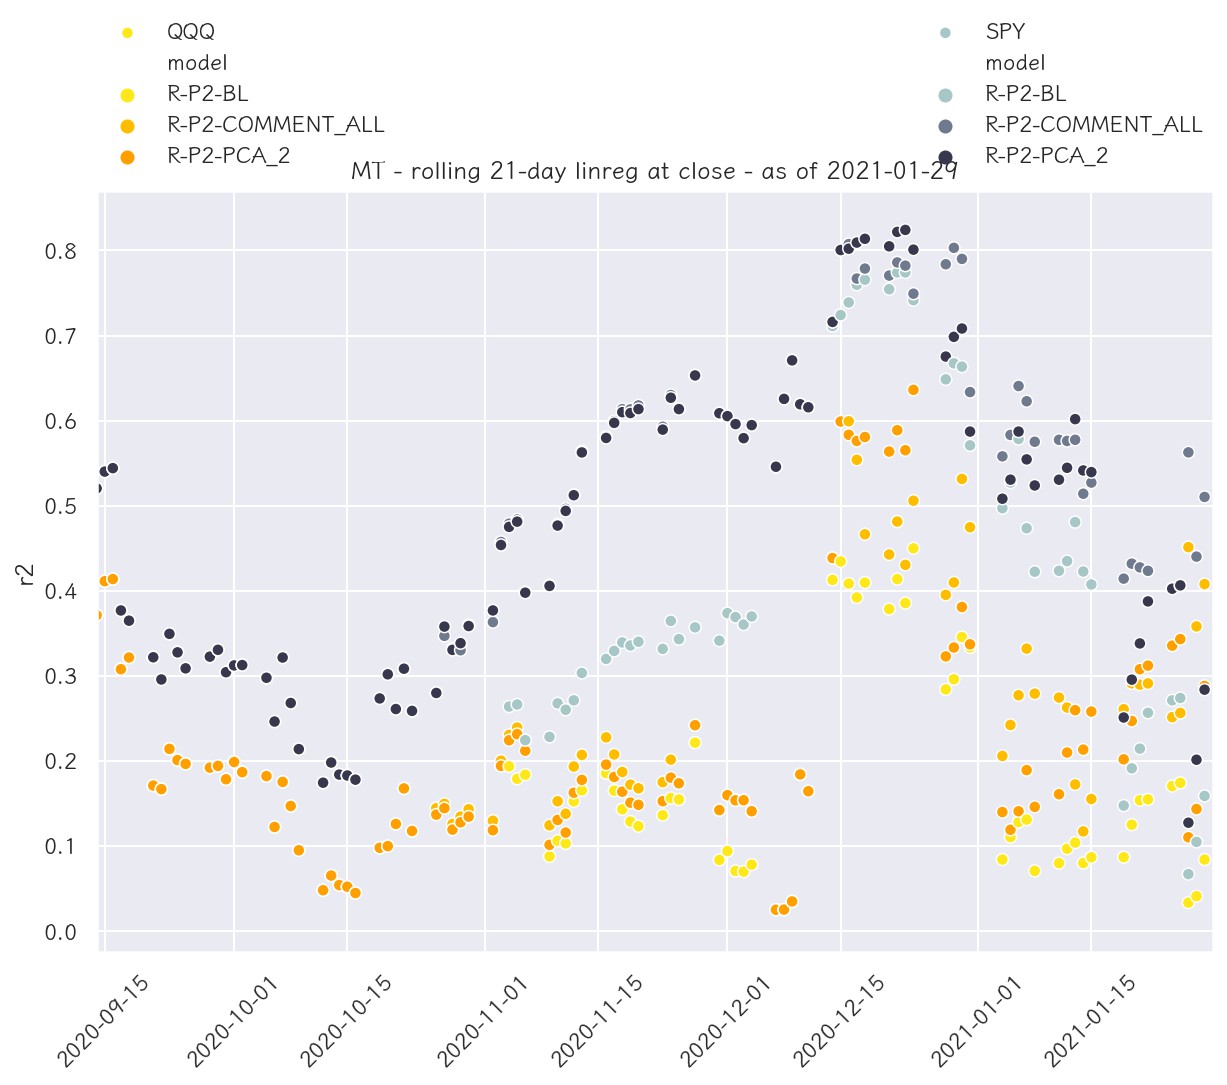 QQQ
model
R-P2-BL
R-P2-COMMENT_ALL
R-P2-PCA_2
SPY
model
R-P2-BL
R-P2-COMMENT_ALL
R-P2-PCA_2
MT - rolling 21-day linreg at close - as of 2021-01-29
r2
0.8
0.7
0.6
0.5
0.4
0.3
0.2
0.1
0.0
2020-09-15
2020-10-01
2020-10-15
2020-11-01
2020-11-15
2020-12-01
2020-12-15
2021-01-01
2021-01-15